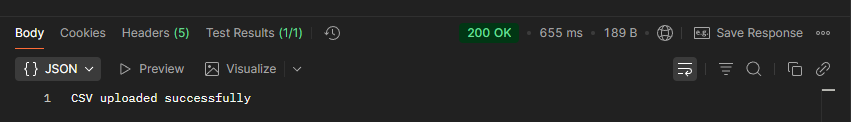 Body Cookies Headers (5) Test Results (1/1) 200 OK • 655 ms • 189 B • e.g. Save Response
{} JSON Preview Visualize
1 CSV uploaded successfully